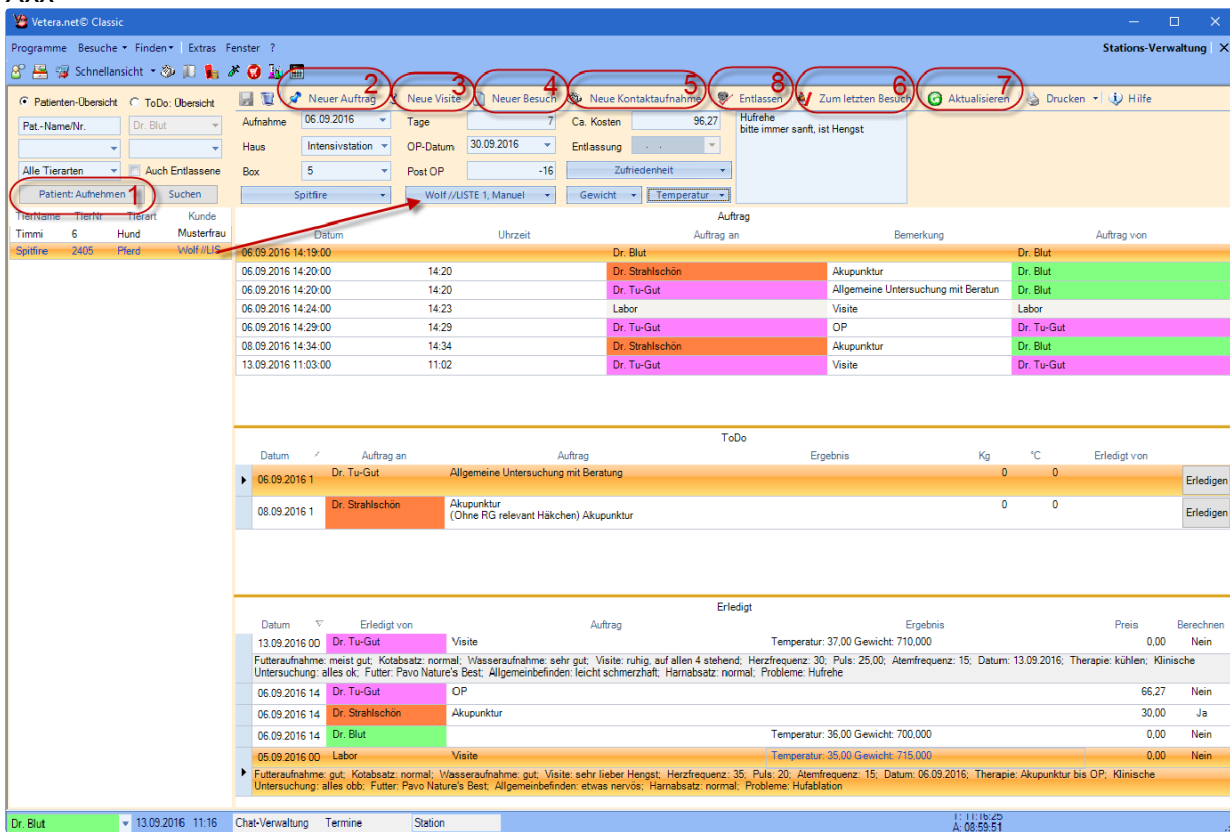 Vetera.net© Classic
Programme Besuche Finden Extras Fenster ? Stations-Verwaltung X
Schnellansicht
Patienten-Übersicht ToDo: Übersicht 2 Neuer Auftrag 3 Neue Visite 4 Neuer Besuch 5 Neue Kontaktaufnahme 8 Entlassen 6 Zum letzten Besuch 7 Aktualisieren Drucken Hilfe
Pat.-Name/Nr. Dr. Blut Aufnahme 06.09.2016 Tage 7 Ca. Kosten 96,27 Hufrehe
bitte immer sanft, ist Hengst
Haus Intensivstation OP-Datum 30.09.2016 Entlassung . .
Alle Tierarten Auch Entlassene Box 5 Post OP -16 Zufriedenheit
Patient: Aufnehmen 1 Suchen Spitfire Wolf //LISTE 1, Manuel Gewicht Temperatur
TierName TierNr Tierart Kunde
Timmi 6 Hund Musterfrau
Spitfire 2405 Pferd Wolf //LIS
Auftrag
Datum Uhrzeit Auftrag an Bemerkung Auftrag von
06.09.2016 14:19:00 Dr. Blut Dr. Blut
06.09.2016 14:20:00 14:20 Dr. Strahlschön Akupunktur Dr. Blut
06.09.2016 14:20:00 14:20 Dr. Tu-Gut Allgemeine Untersuchung mit Beratun Dr. Blut
06.09.2016 14:24:00 14:23 Labor Visite Labor
06.09.2016 14:29:00 14:29 Dr. Tu-Gut OP Dr. Tu-Gut
08.09.2016 14:34:00 14:34 Dr. Strahlschön Akupunktur Dr. Blut
13.09.2016 11:03:00 11:02 Dr. Tu-Gut Visite Dr. Tu-Gut
ToDo
Datum Auftrag an Auftrag Ergebnis Kg °C Erledigt von
06.09.2016 1 Dr. Tu-Gut Allgemeine Untersuchung mit Beratung 0 0 Erledigen
08.09.2016 1 Dr. Strahlschön Akupunktur 0 0 Erledigen
(Ohne RG relevant Häkchen) Akupunktur
Erledigt
Datum Erledigt von Auftrag Ergebnis Preis Berechnen
13.09.2016 00 Dr. Tu-Gut Visite Temperatur: 37,00 Gewicht: 710,000 0,00 Nein
Futteraufnahme: meist gut; Kotabsatz: normal; Wasseraufnahme: sehr gut; Visite: ruhig, auf allen 4 stehend; Herzfrequenz: 30; Puls: 25,00; Atemfrequenz: 15; Datum: 13.09.2016; Therapie: kühlen; Klinische
Untersuchung: alles ok; Futter: Pavo Nature's Best; Allgemeinbefinden: leicht schmerzhaft; Harnabsatz: normal; Probleme: Hufrehe
06.09.2016 14 Dr. Tu-Gut OP 66,27 Nein
06.09.2016 14 Dr. Strahlschön Akupunktur 30,00 Ja
06.09.2016 14 Dr. Blut Temperatur: 36,00 Gewicht: 700,000 0,00 Nein
05.09.2016 00 Labor Visite Temperatur: 35,00 Gewicht: 715,000 0,00 Nein
Futteraufnahme: gut; Kotabsatz: normal; Wasseraufnahme: gut; Visite: sehr lieber Hengst; Herzfrequenz: 35; Puls: 20; Atemfrequenz: 15; Datum: 06.09.2016; Therapie: Akupunktur bis OP; Klinische
Untersuchung: alles obb; Futter: Pavo Nature's Best; Allgemeinbefinden: etwas nervös; Harnabsatz: normal; Probleme: Hufablation
Dr. Blut 13.09.2016 11:16 Chat-Verwaltung Termine Station T: 11:16:25
A: 08:59:51